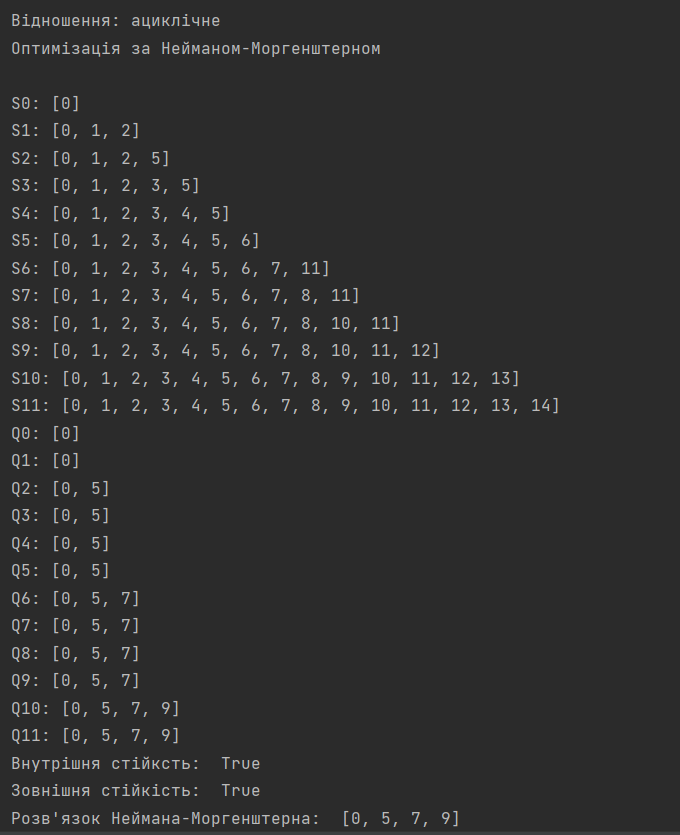 Відношення: ациклічне
Оптимізація за Нейманом-Моргенштерном
S0: [0]
S1: [0, 1, 2]
S2: [0, 1, 2, 5]
S3: [0, 1, 2, 3, 5]
S4: [0, 1, 2, 3, 4, 5]
S5: [0, 1, 2, 3, 4, 5, 6]
S6: [0, 1, 2, 3, 4, 5, 6, 7, 11]
S7: [0, 1, 2, 3, 4, 5, 6, 7, 8, 11]
S8: [0, 1, 2, 3, 4, 5, 6, 7, 8, 10, 11]
S9: [0, 1, 2, 3, 4, 5, 6, 7, 8, 10, 11, 12]
S10: [0, 1, 2, 3, 4, 5, 6, 7, 8, 9, 10, 11, 12, 13]
S11: [0, 1, 2, 3, 4, 5, 6, 7, 8, 9, 10, 11, 12, 13, 14]
Q0: [0]
Q1: [0]
Q2: [0, 5]
Q3: [0, 5]
Q4: [0, 5]
Q5: [0, 5]
Q6: [0, 5, 7]
Q7: [0, 5, 7]
Q8: [0, 5, 7]
Q9: [0, 5, 7]
Q10: [0, 5, 7, 9]
Q11: [0, 5, 7, 9]
Внутрішня стійксть:  True
Зовнішня стійкість:  True
Розв'язок Неймана-Моргенштерна:  [0, 5, 7, 9]